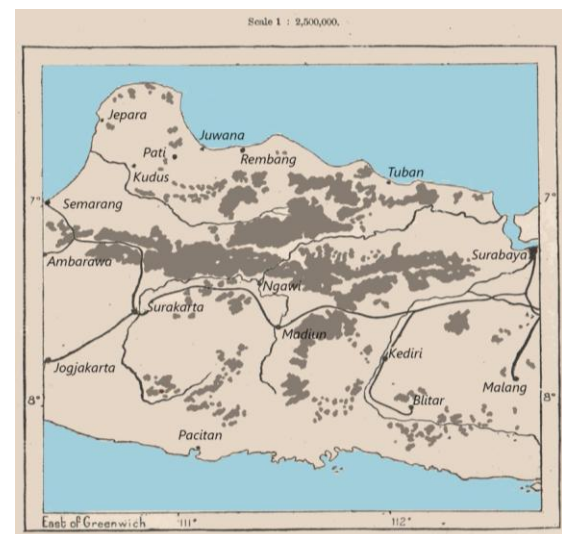 Scale 1 : 2,500,000.
Jepara
Juwana
Pati
Rembang
Kudus
Tuban
7°
7°
Semarang
Surabaya
Ambarawa
Ngawi
Surakarta
Madiun
Kediri
Jogjakarta
Malang
8°
Blitar
8°
Pacitan
East of Greenwich
111°
112°